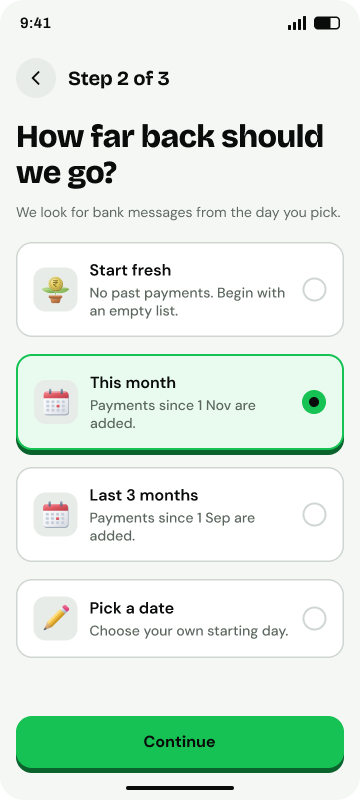 9:41
Step 2 of 3
How far back should
we go?
We look for bank messages from the day you pick.
Start fresh
No past payments. Begin with
an empty list.
This month
Payments since 1 Nov are
added.
Last 3 months
Payments since 1 Sep are
added.
Pick a date
Choose your own starting day.
Continue